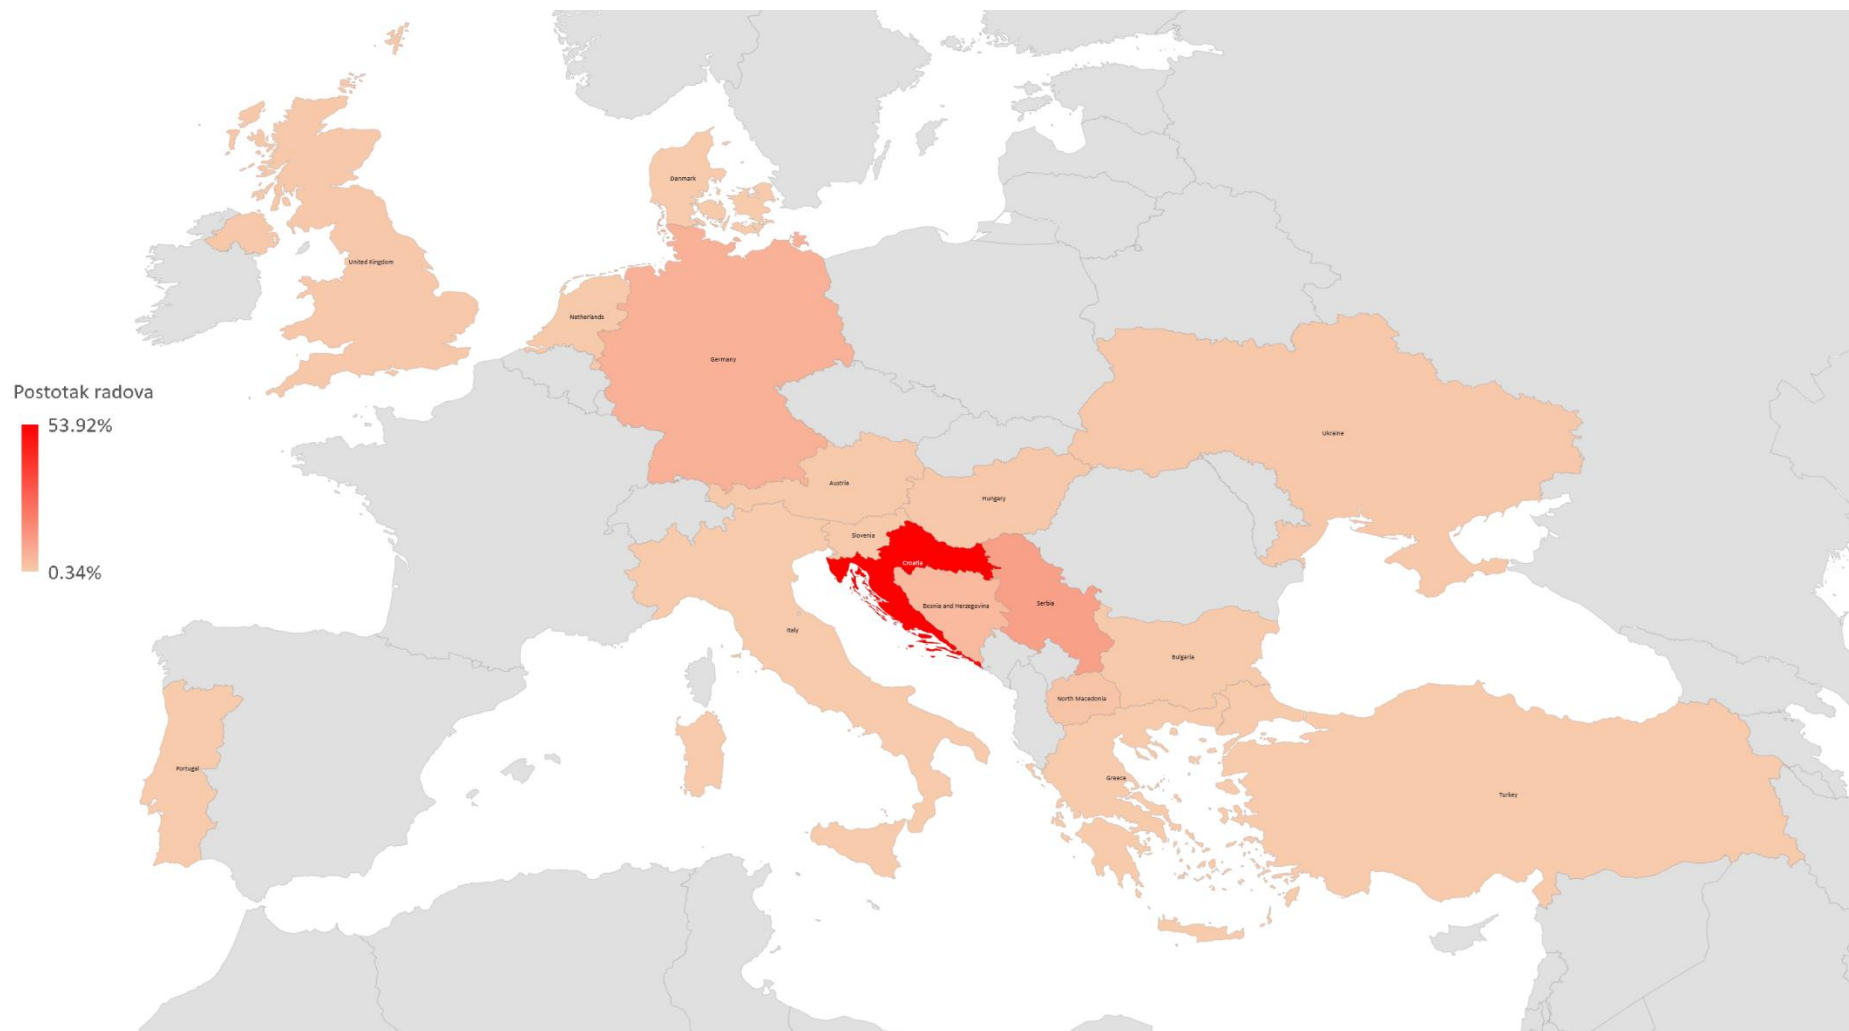 Denmark
United Kingdom
Netherlands
Germany
Postotak radova
53.92%
0.34%
Ukraine
Austria
Hungary
Slovenia
Croatia
Bosnia and Herzegovina
Serbia
Italy
Bulgaria
North Macedonia
Portugal
Greece
Turkey